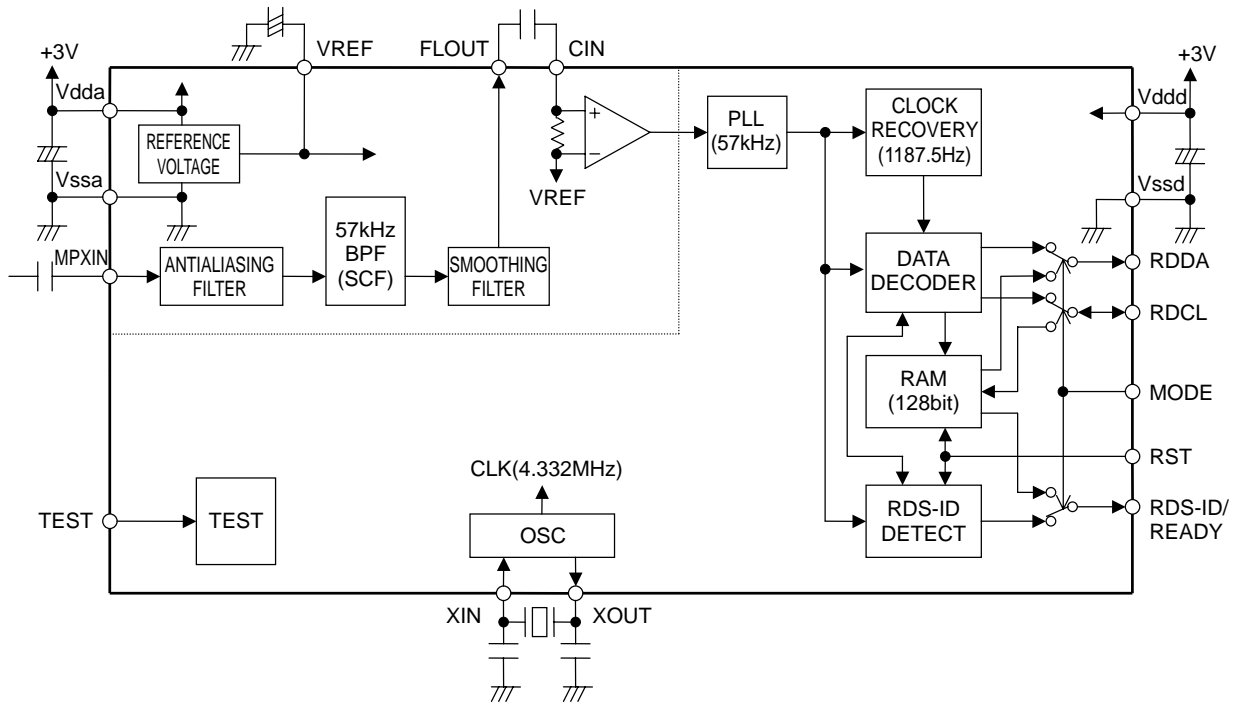 VREF
FLOUT
CIN
+3V
+3V
Vdda
Vddd
REFERENCE
VOLTAGE
+
−
VREF
PLL
(57kHz)
CLOCK
RECOVERY
(1187.5Hz)
Vssa
Vssd
MPXIN
ANTIALIASING
FILTER
57kHz
BPF
(SCF)
SMOOTHING
FILTER
DATA
DECODER
RDDA
RDCL
RAM
(128bit)
MODE
RST
CLK(4.332MHz)
TEST
TEST
OSC
RDS-ID
DETECT
RDS-ID/
READY
XIN
XOUT